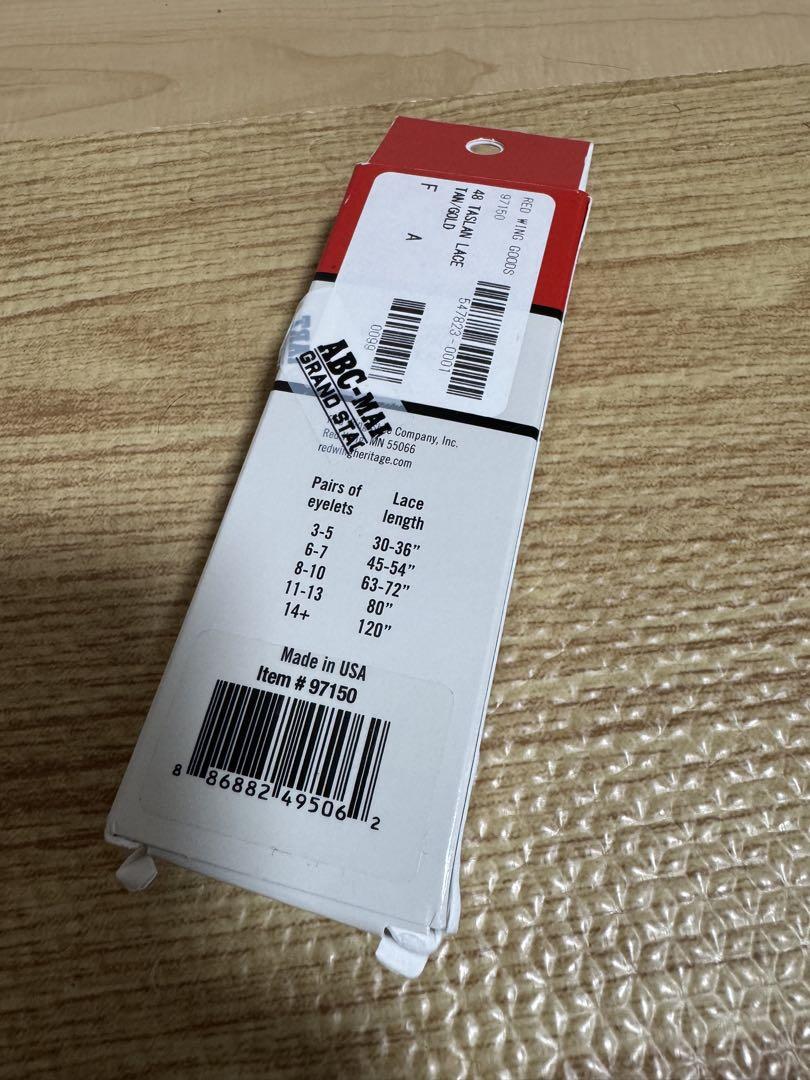 RED WING GOODS
97150
48 TASLAN LACE
TAN/GOLD
F
A
547823-0001
0099
ABC-MA
GRAND STA
Company, Inc.
Red MN 55066
redwingheritage.com
Pairs of eyelets Lace length
3-5 30-36”
6-7 45-54”
8-10 63-72”
11-13 80”
14+ 120”
Made in USA
Item # 97150
8 86882 49506 2